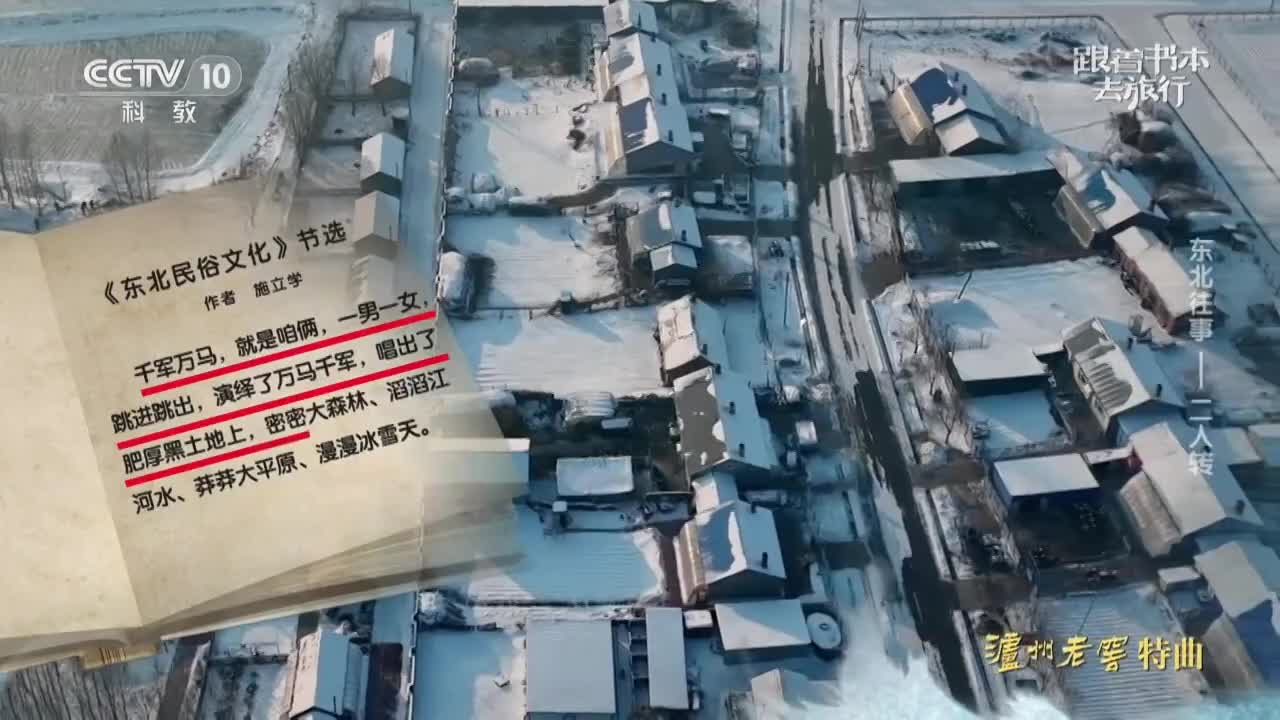 CCTV 10
科教
跟着书本
去旅行
《东北民俗文化》节选
作者 施立学
千军万马，就是咱俩，一男一女，
跳进跳出，演绎了万马千军，唱出了
肥厚黑土地上，密密大森林、滔滔江
河水、莽莽大平原、漫漫冰雪天。
东北往事——二人转
泸州老窖特曲